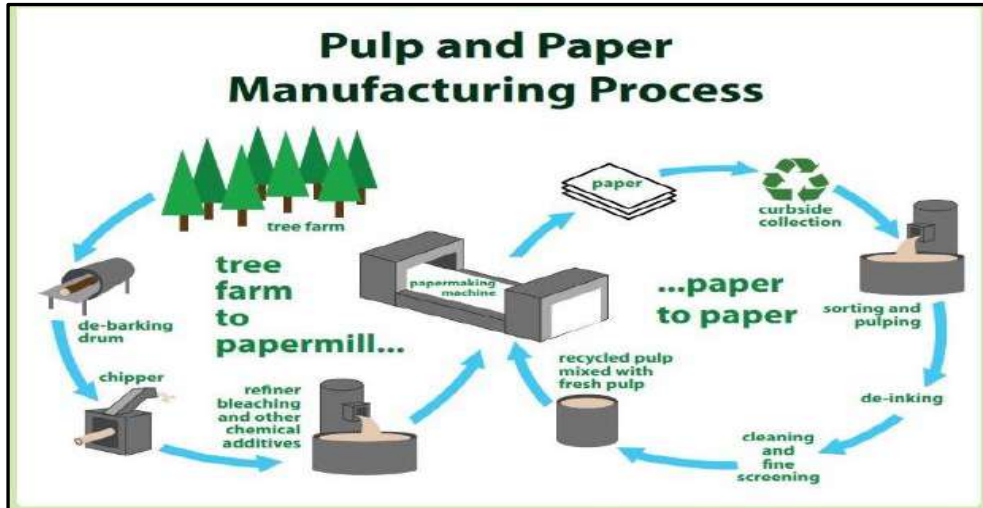 Pulp and Paper
Manufacturing Process
tree farm
tree
farm
to
papermill...
de-barking
drum
chipper
refiner
bleaching
and other
chemical
additives
papermaking
machine
paper
curbside
collection
...paper
to paper
sorting and
pulping
de-inking
cleaning
and
fine
screening
recycled pulp
mixed with
fresh pulp